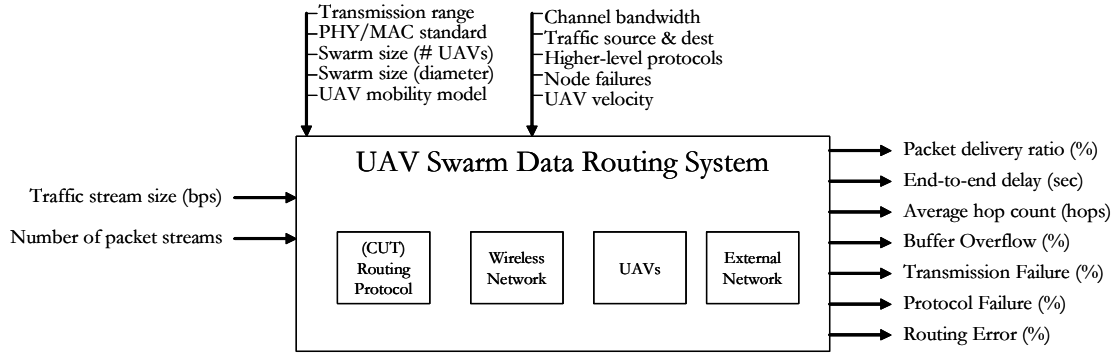 Transmission range
PHY/MAC standard
Swarm size (# UAVs)
Swarm size (diameter)
UAV mobility model
Channel bandwidth
Traffic source & dest
Higher-level protocols
Node failures
UAV velocity
UAV Swarm Data Routing System
Traffic stream size (bps)
Number of packet streams
(CUT)
Routing
Protocol
Wireless
Network
UAVs
External
Network
Packet delivery ratio (%)
End-to-end delay (sec)
Average hop count (hops)
Buffer Overflow (%)
Transmission Failure (%)
Protocol Failure (%)
Routing Error (%)